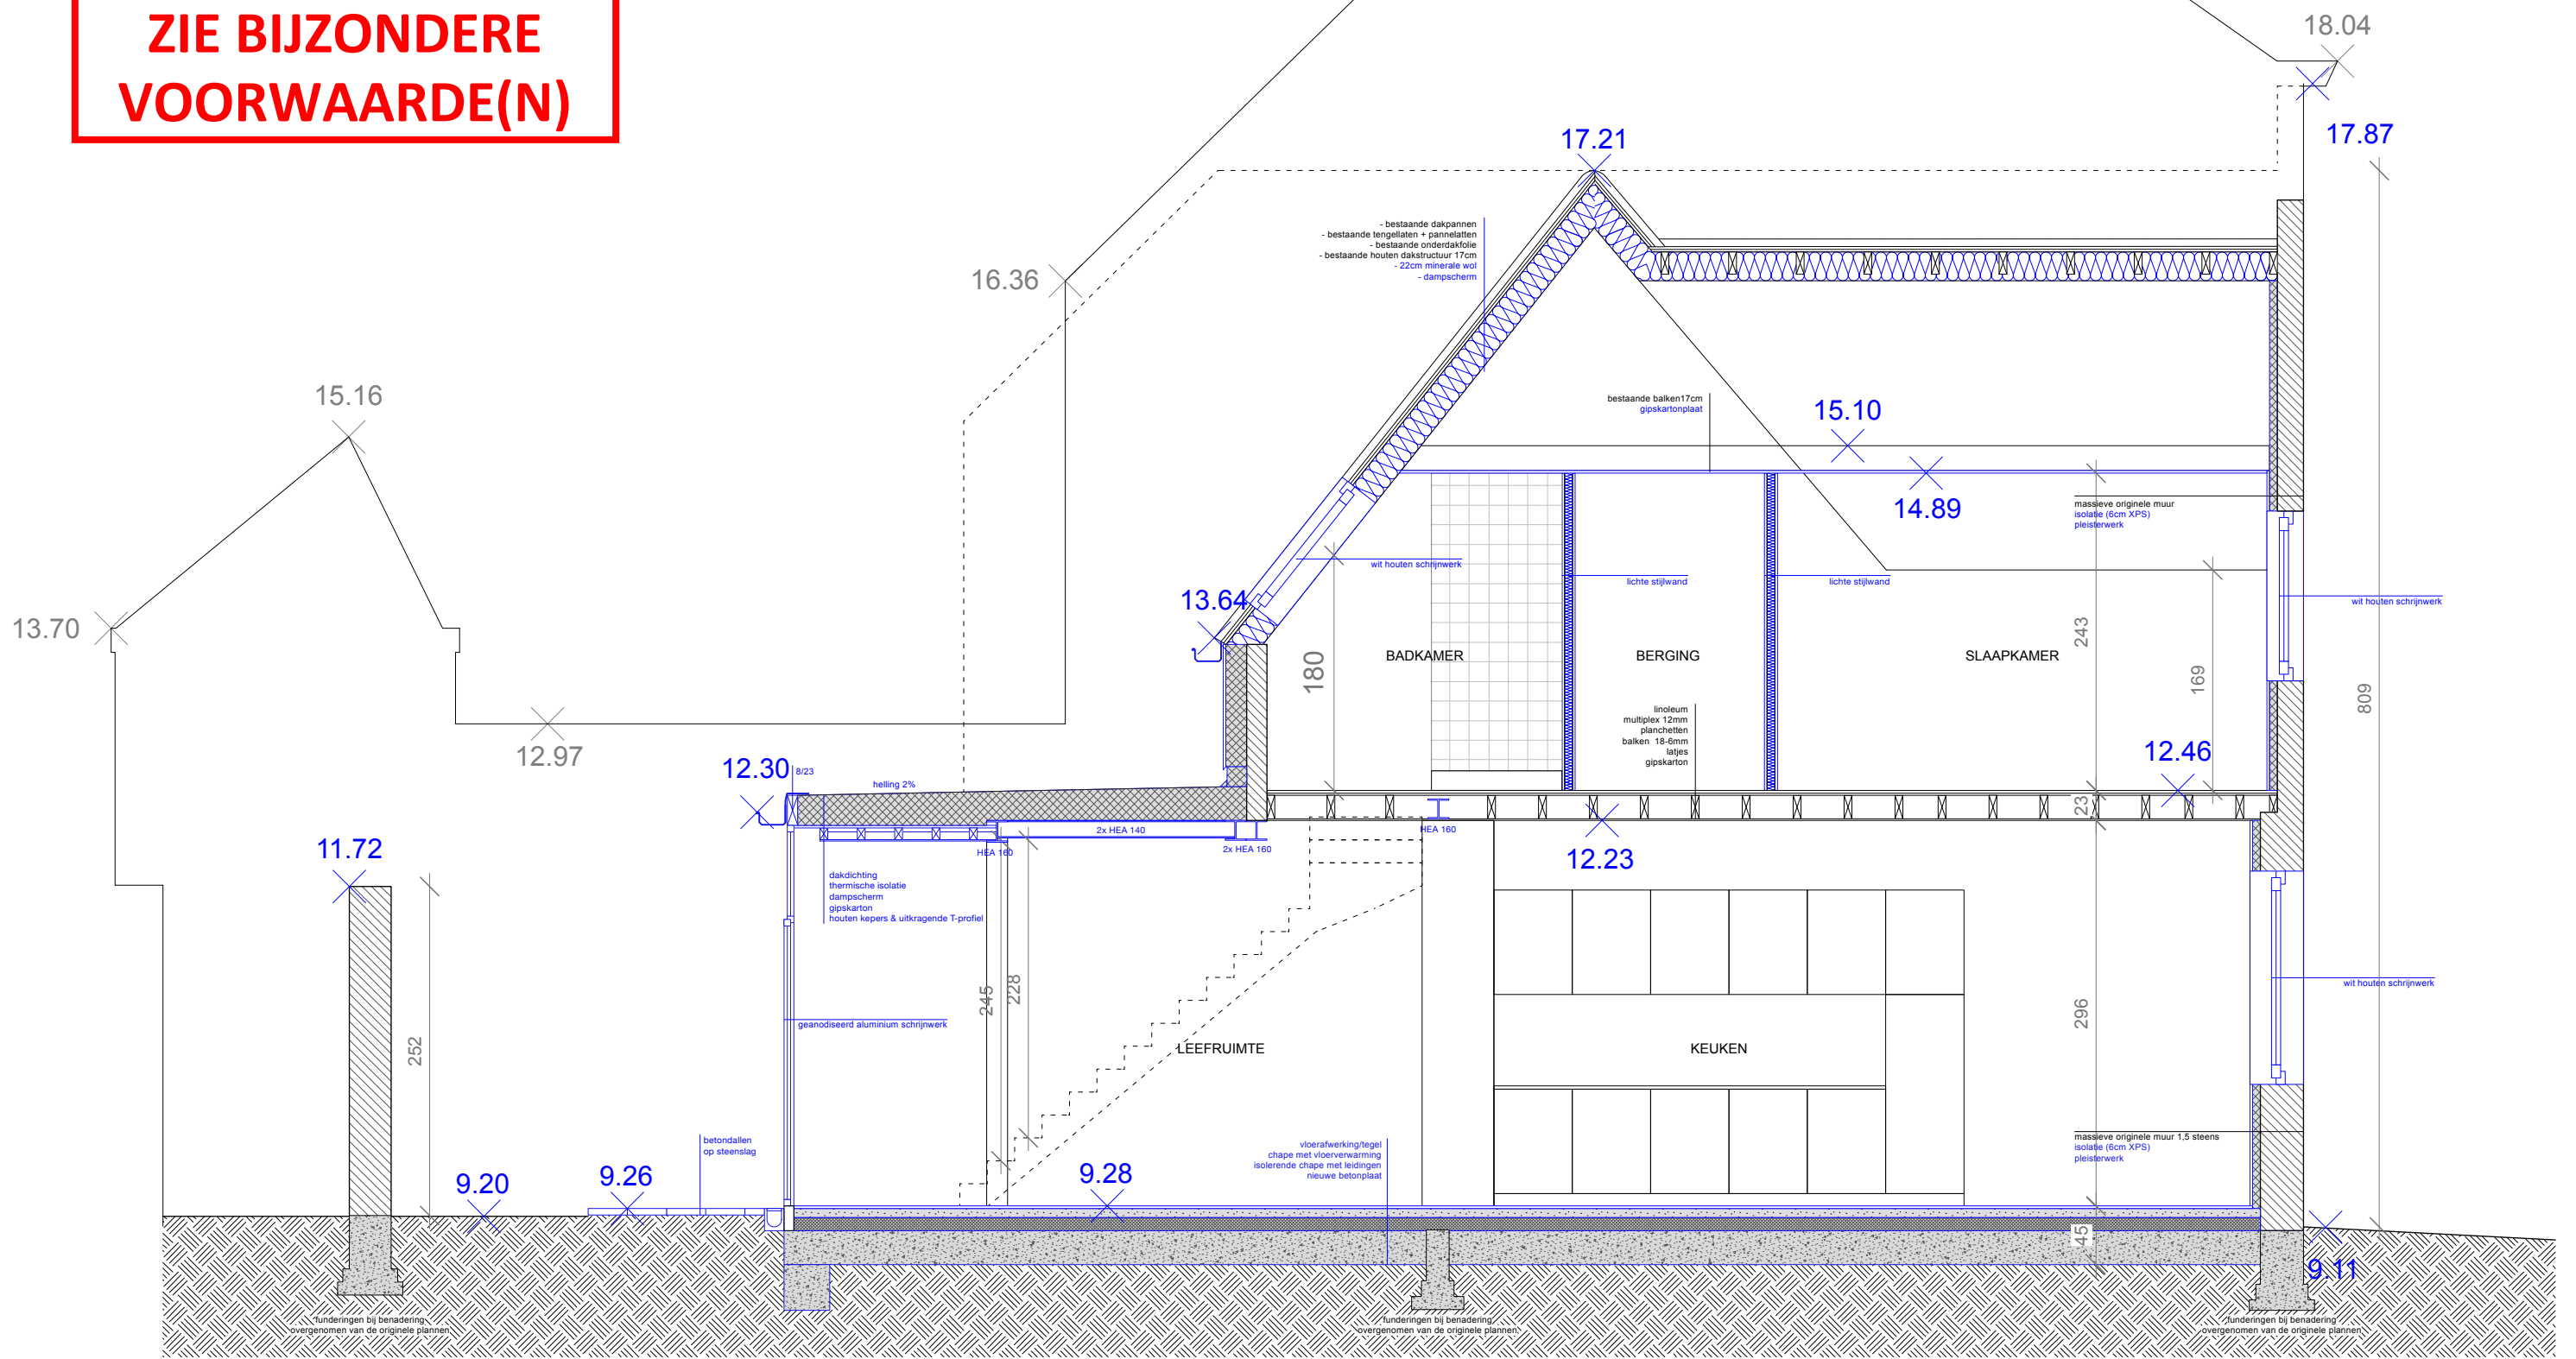 ZIE BIJZONDERE
VOORWAARDE(N)
18.04
17.87
17.21
- bestaande dakpannen
- bestaande tengellaten + pannelatten
- bestaande onderdakfolie
- bestaande houten dakstructuur 17cm
- 22cm minerale wol
- dampscherm
16.36
15.16
bestaande balken17cm
gipskartonplaat
15.10
14.89
massieve originele muur
isolatie (6cm XPS)
pleisterwerk
wit houten schrijnwerk
lichte stijlwand
lichte stijlwand
wit houten schrijnwerk
13.64
13.70
180
BADKAMER
BERGING
SLAAPKAMER
243
169
809
linoleum
multiplex 12mm
planchetten
balken 18-6mm
latjes
gipskarton
12.97
12.30
8/23
helling 2%
12.46
23
2x HEA 140
HEA 160
HEA 160
2x HEA 160
12.23
11.72
dakdichting
thermische isolatie
dampscherm
gipskarton
houten kepers & uitkragende T-profiel
245
228
252
geanodiseerd aluminium schrijnwerk
LEEFRUIMTE
KEUKEN
296
wit houten schrijnwerk
betondallen
op steenslag
vloerafwerking/tegel
chape met vloerverwarming
isolerende chape met leidingen
nieuwe betonplaat
massieve originele muur 1,5 steens
isolatie (6cm XPS)
pleisterwerk
9.20
9.26
9.28
45
9.11
funderingen bij benadering
overgenomen van de originele plannen
funderingen bij benadering
overgenomen van de originele plannen
funderingen bij benadering
overgenomen van de originele plannen